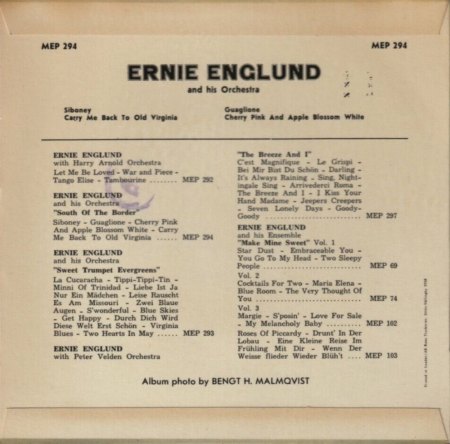 MEP 294
MEP 294
ERNIE ENGLUND
and his Orchestra
Siboney
Carry Me Back To Old Virginia
Guaglione
Cherry Pink And Apple Blossom White
ERNIE ENGLUND
with Harry Arnold Orchestra
Let Me Be Loved - War and Piece -
Tango Elise - Tambourine ....... MEP 292
ERNIE ENGLUND
and his Orchestra
"South Of The Border"
Siboney - Guaglione - Cherry Pink
And Apple Blossom White - Carry
Me Back To Old Virginia ...... MEP 294
ERNIE ENGLUND
and his Orchestra
"Sweet Trumpet Evergreens"
La Cucaracha - Tippi-Tippi-Tin -
Minni Of Trinidad - Liebe Ist Ja
Nur Ein Mädchen - Leise Rauscht
Es Am Missouri - Zwei Blaue
Augen - S'wonderful - Blue Skies
- Get Happy - Durch Dich Wird
Diese Welt Erst Schön - Virginia
Blues - Two Hearts In May .... MEP 293
ERNIE ENGLUND
with Peter Velden Orchestra
"The Breeze And I"
C'est Magnifique - Le Grispi -
Bei Mir Bist Du Schön - Darling -
It's Always Raining - Sing, Night-
ingale Sing - Arrivederci Roma -
The Breeze And I - I Kiss Your
Hand Madame - Jeepers Creepers
- Seven Lonely Days - Goody-
Goody .......................... MEP 297
ERNIE ENGLUND
and his Ensemble
"Make Mine Sweet" Vol. 1
Star Dust - Embraceable You -
You Go To My Head - Two Sleepy
People .......................... MEP 69
Vol. 2
Cocktails For Two - Maria Elena -
Blue Room - The Very Thought Of
You ............................. MEP 74
Vol. 3
Margie - S'posin' - Love For Sale
- My Melancholy Baby .......... MEP 102
Roses Of Piccardy - Drunt' In Der
Lobau - Eine Kleine Reise Im
Frühling Mit Dir - Wenn Der
Weisse flieder Wieder Blüh't .... MEP 103
Album photo by BENGT H. MALMQVIST